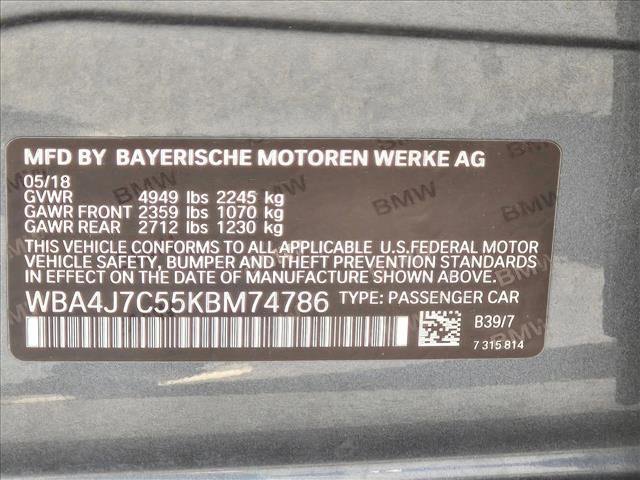 MFD BY BAYERISCHE MOTOREN WERKE AG
05/18
GVWR 4949 lbs 2245 kg
GAWR FRONT 2359 lbs 1070 kg
GAWR REAR 2712 lbs 1230 kg
THIS VEHICLE CONFORMS TO ALL APPLICABLE U.S.FEDERAL MOTOR
VEHICLE SAFETY, BUMPER AND THEFT PREVENTION STANDARDS
IN EFFECT ON THE DATE OF MANUFACTURE SHOWN ABOVE.
WBA4J7C55KBM74786 TYPE: PASSENGER CAR
B39/7
7 315 814